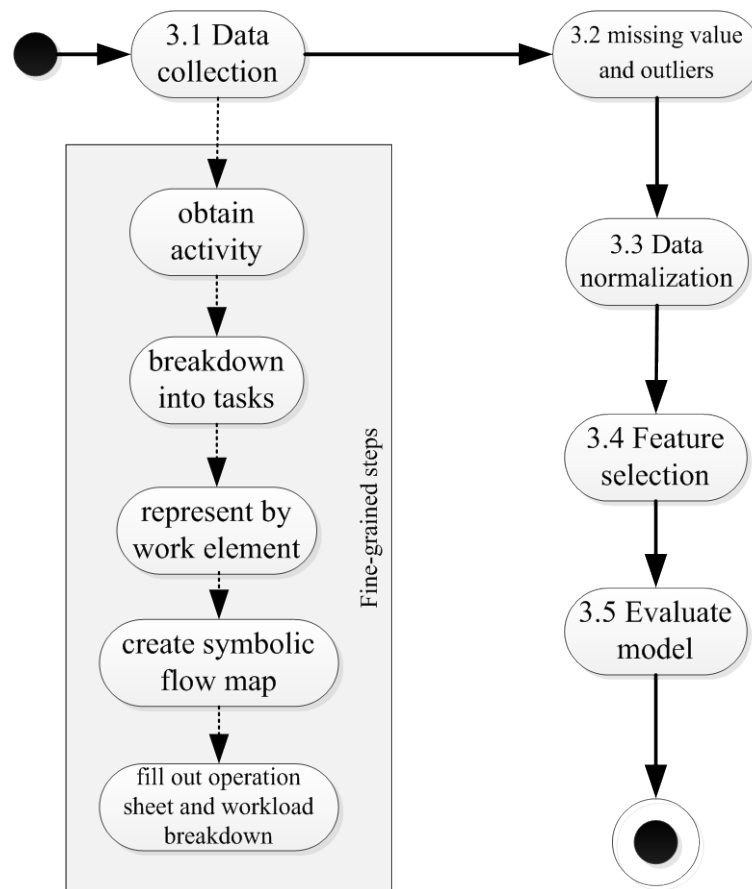 3.1 Data
collection
3.2 missing value
and outliers
obtain
activity
breakdown
into tasks
represent by
work element
create symbolic
flow map
fill out operation
sheet and workload
breakdown
Fine-grained steps
3.3 Data
normalization
3.4 Feature
selection
3.5 Evaluate
model